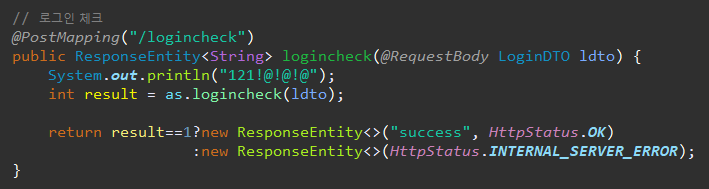 // 로그인 체크
@PostMapping("/logincheck")
public ResponseEntity<String> logincheck(@RequestBody LoginDTO ldto) {
    System.out.println("121!@!@!@");
    int result = as.logincheck(ldto);

    return result==1?new ResponseEntity<>("success", HttpStatus.OK)
                    :new ResponseEntity<>(HttpStatus.INTERNAL_SERVER_ERROR);
}